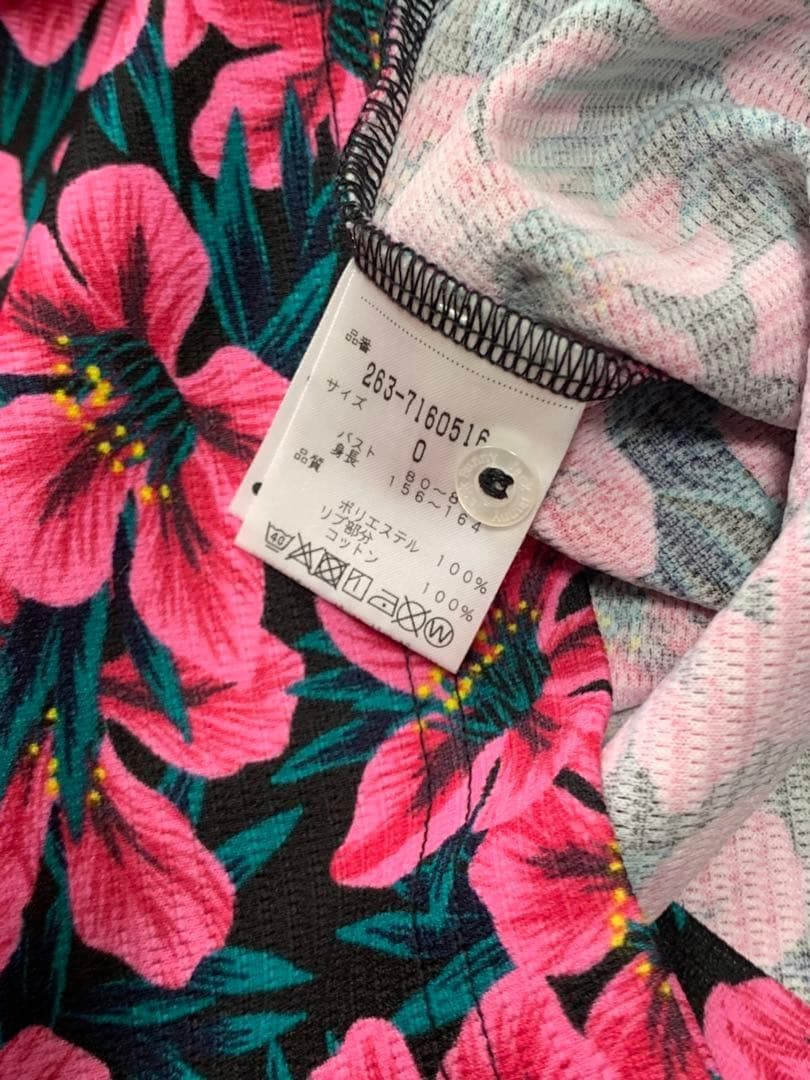 品番
263-7160516
サイズ
0
バスト 80～8
身長 156～164
品質
ポリエステル 100%
リブ部分
コットン 100%
40
W